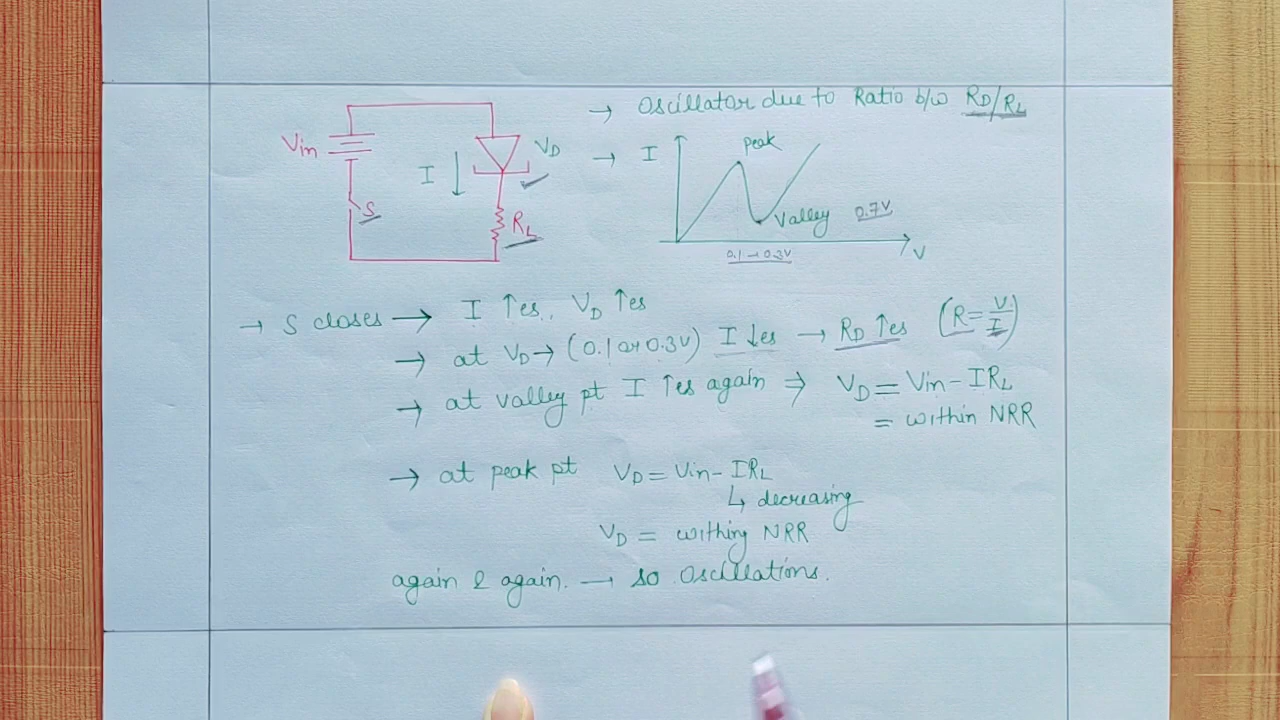 → Oscillator due to Ratio b/w RD/RL
Vin
I ↓
VD
S
RL
→ I
peak
Valley 0.7V
0.1 → 0.3V
V
→ S closes → I ↑es, VD ↑es
→ at VD → (0.1 or 0.3V) I ↓es → RD ↑es (R = V/I)
→ at valley pt I ↑es again ⇒ VD = Vin - IRL
= within NRR
→ at peak pt VD = Vin - IRL
↳ decreasing
VD = withing NRR
again & again. → so Oscillations.